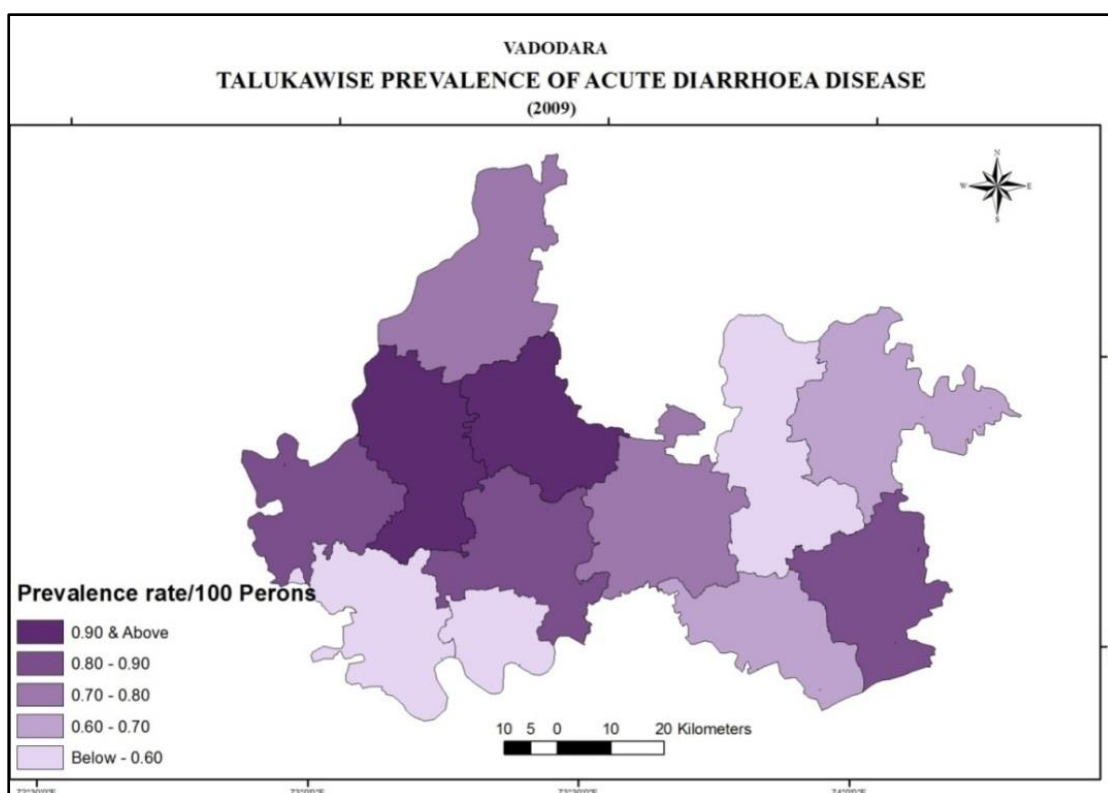 VADODARA
TALUKAWISE PREVALENCE OF ACUTE DIARRHOEA DISEASE
(2009)
N
W E
S
Prevalence rate/100 Perons
0.90 & Above
0.80 - 0.90
0.70 - 0.80
0.60 - 0.70
Below - 0.60
10 5 0 10 20 Kilometers